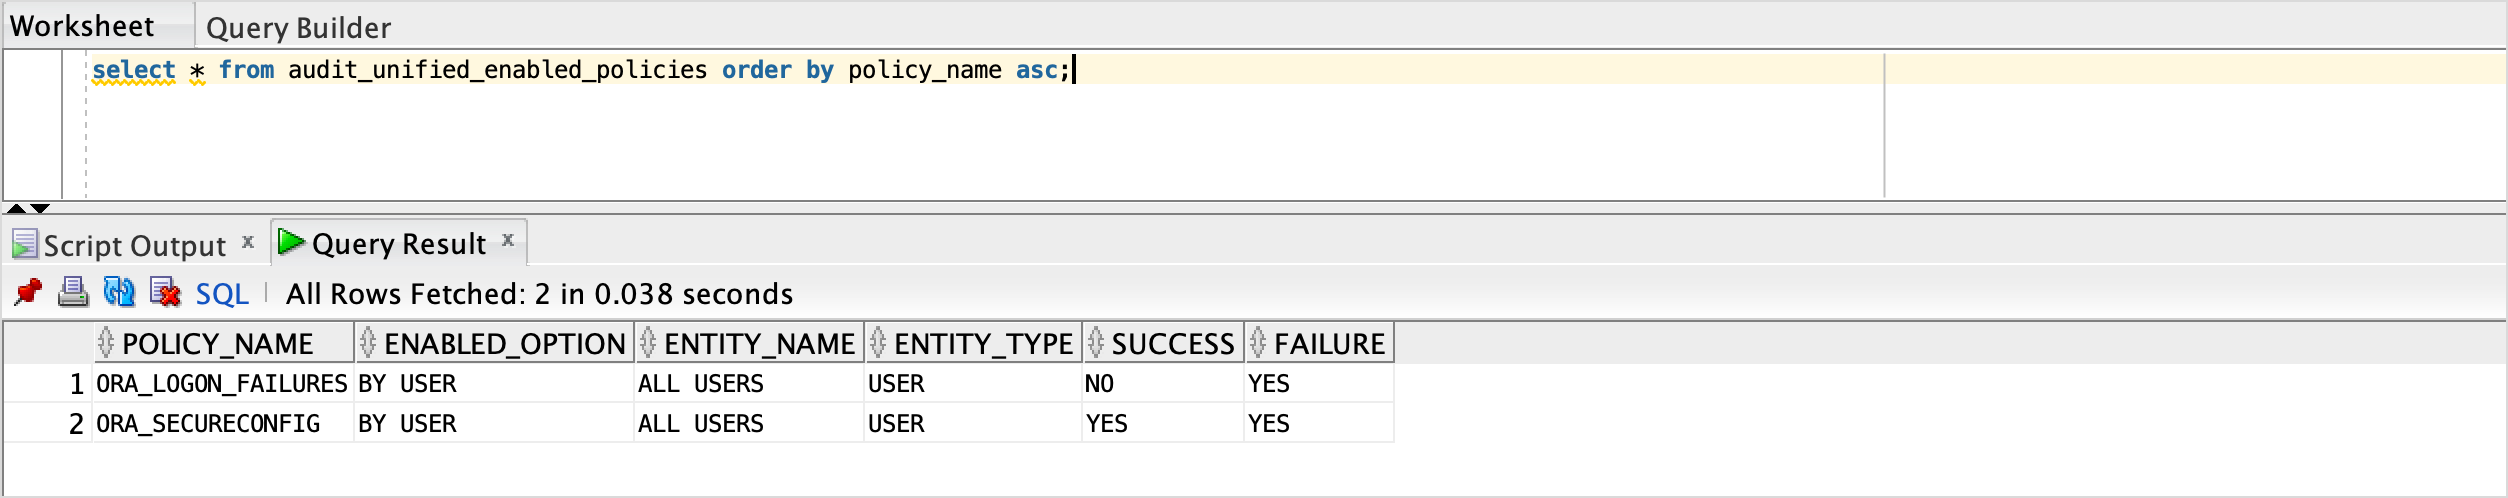 Worksheet Query Builder
select * from audit_unified_enabled_policies order by policy_name asc;
Script Output x Query Result x
SQL All Rows Fetched: 2 in 0.038 seconds
POLICY_NAME ENABLED_OPTION ENTITY_NAME ENTITY_TYPE SUCCESS FAILURE
1 ORA_LOGON_FAILURES BY USER ALL USERS USER NO YES
2 ORA_SECURECONFIG BY USER ALL USERS USER YES YES